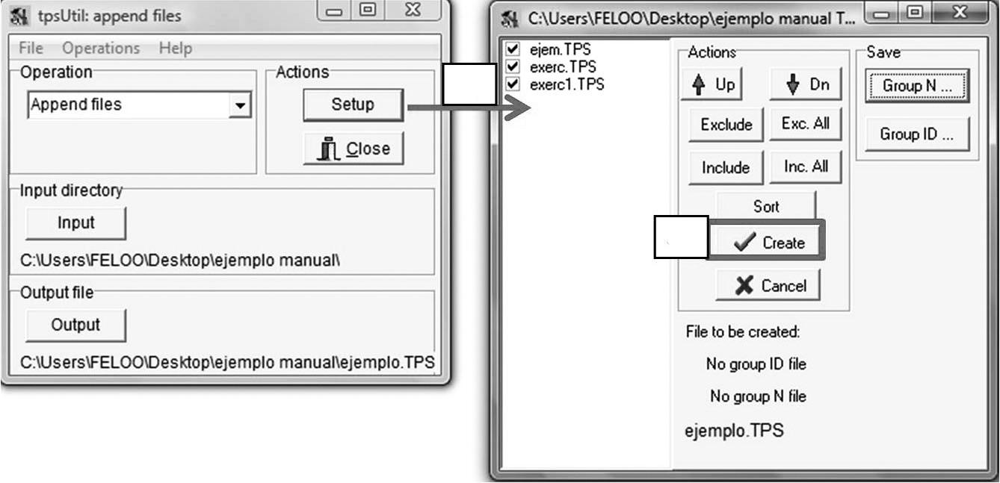 tpsUtil: append files
File Operations Help
Operation
Append files
Actions
Setup
Close
Input directory
Input
C:\Users\FELOO\Desktop\ejemplo manual\
Output file
Output
C:\Users\FELOO\Desktop\ejemplo manual\ejemplo.TPS
C:\Users\FELOO\Desktop\ejemplo manual T...
ejem.TPS
exerc.TPS
exerc1.TPS
Actions
Up Dn
Exclude Exc. All
Include Inc. All
Sort
Create
Cancel
Save
Group N ...
Group ID ...
File to be created:
No group ID file
No group N file
ejemplo.TPS